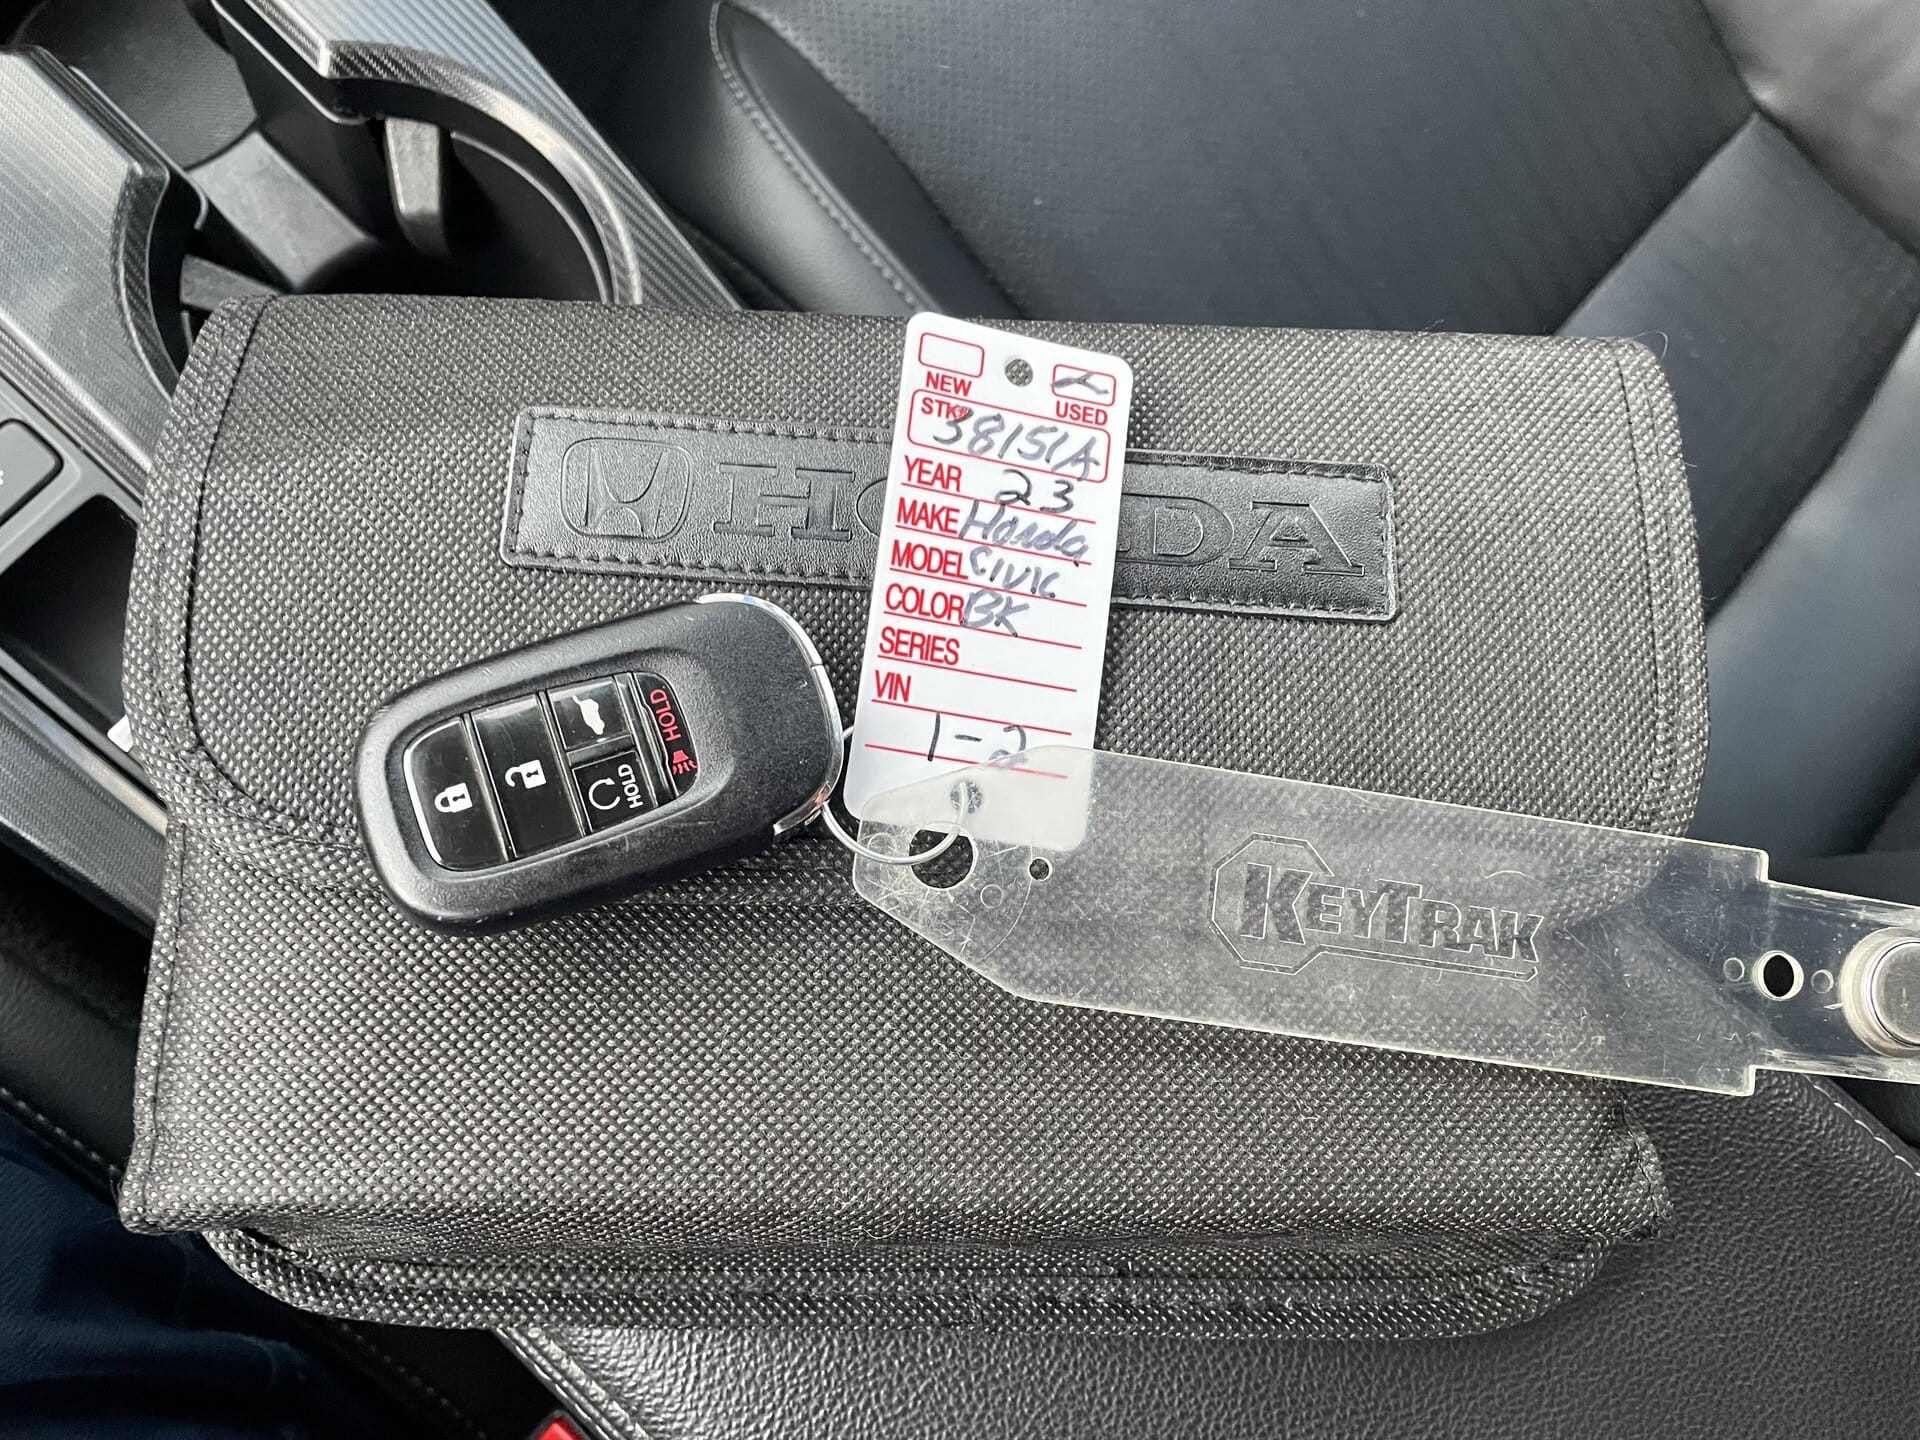 NEW
USED
STK# 38151A
YEAR 23
MAKE Honda
MODEL CIVIC
COLOR BK
SERIES
VIN
1-2
HONDA
HOLD
HOLD
KEYTRAK